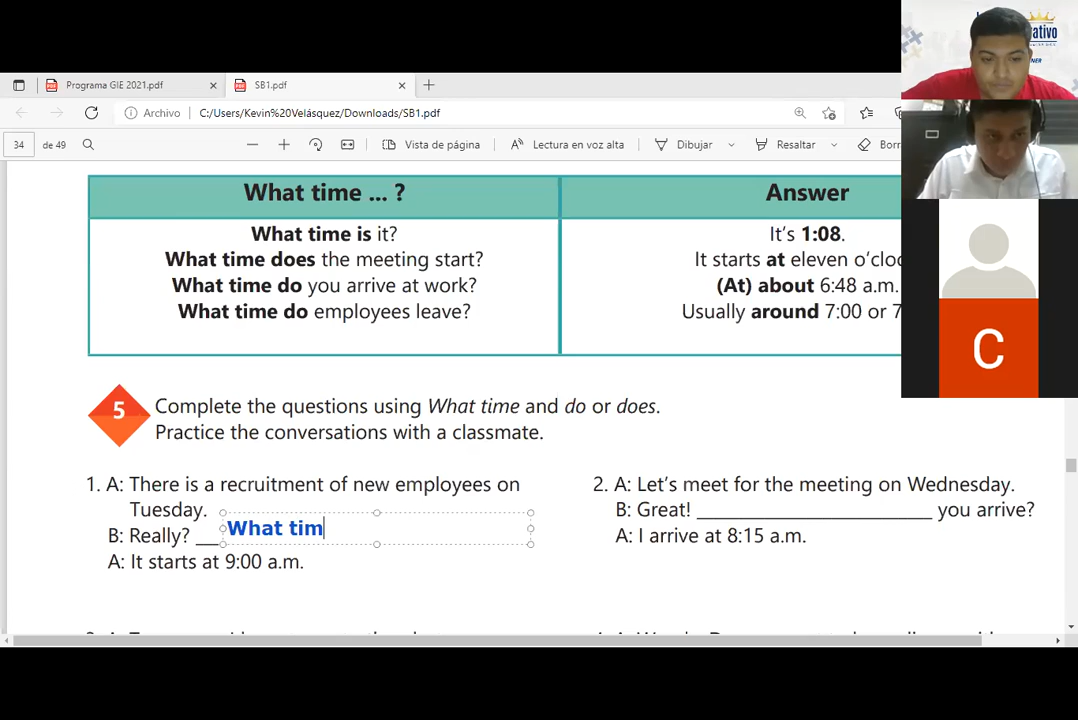 ativo
NER
Programa GIE 2021.pdf
SB1.pdf
Archivo
C:/Users/Kevin%20Velásquez/Downloads/SB1.pdf
34
de 49
Vista de página
Lectura en voz alta
Dibujar
Resaltar
Borr
What time ... ?
Answer
What time is it?
It's 1:08.
What time does the meeting start?
It starts at eleven o'cloc
What time do you arrive at work?
(At) about 6:48 a.m.
What time do employees leave?
Usually around 7:00 or 7
5
Complete the questions using What time and do or does.
Practice the conversations with a classmate.
1. A: There is a recruitment of new employees on
Tuesday.
B: Really? __ What tim
A: It starts at 9:00 a.m.
2. A: Let's meet for the meeting on Wednesday.
B: Great! ______________________ you arrive?
A: I arrive at 8:15 a.m.
C